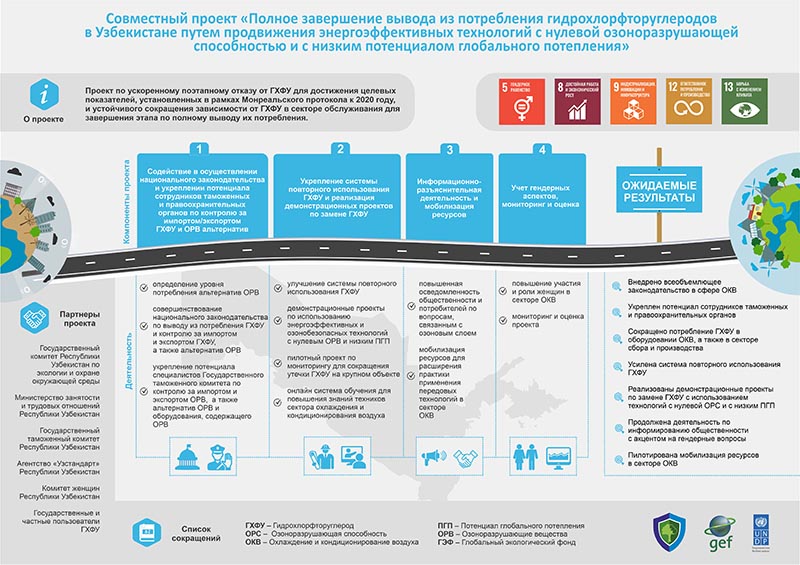 Совместный проект «Полное завершение вывода из потребления гидрохлорфторуглеродов
в Узбекистане путем продвижения энергоэффективных технологий с нулевой озоноразрушающей
способностью и с низким потенциалом глобального потепления»
i
О проекте
Проект по ускоренному поэтапному отказу от ГХФУ для достижения целевых
показателей, установленных в рамках Монреальского протокола к 2020 году,
и устойчивого сокращения зависимости от ГХФУ в секторе обслуживания для
завершения этапа по полному выводу их потребления.
5 ГЕНДЕРНОЕ
РАВЕНСТВО
8 ДОСТОЙНАЯ РАБОТА
И ЭКОНОМИЧЕСКИЙ
РОСТ
9 ИНДУСТРИАЛИЗАЦИЯ,
ИННОВАЦИИ И
ИНФРАСТРУКТУРА
12 ОТВЕТСТВЕННОЕ
ПОТРЕБЛЕНИЕ
И ПРОИЗВОДСТВО
13 БОРЬБА
С ИЗМЕНЕНИЕМ
КЛИМАТА
Компоненты проекта
1
Содействие в осуществлении
национального законодательства
и укреплении потенциала
сотрудников таможенных
и правоохранительных
органов по контролю за
импортом/экспортом
ГХФУ и ОРВ альтернатив
2
Укрепление системы
повторного использования
ГХФУ и реализация
демонстрационных проектов
по замене ГХФУ
3
Информационно-
разъяснительная
деятельность и
мобилизация
ресурсов
4
Учет гендерных
аспектов,
мониторинг и оценка
ОЖИДАЕМЫЕ
РЕЗУЛЬТАТЫ
Партнеры
проекта
Государственный
комитет Республики
Узбекистан по
экологии и охране
окружающей среды
Министерство занятости
и трудовых отношений
Республики Узбекистан
Государственный
таможенный комитет
Республики Узбекистан
Агентство «Узстандарт»
Республики Узбекистан
Комитет женщин
Республики Узбекистан
Государственные и
частные пользователи
ГХФУ
Деятельность
определение уровня
потребления альтернатив ОРВ
совершенствование
национального законодательства
по выводу из потребления ГХФУ
и контролю за импортом
и экспортом ГХФУ,
а также альтернатив ОРВ
укрепление потенциала
специалистов Государственного
таможенного комитета по
контролю за импортом и
экспортом ОРВ, а также
альтернатив ОРВ и
оборудования, содержащего
ОРВ
улучшение системы повторного
использования ГХФУ
демонстрационные проекты
по использованию
энергоэффективных и
озонобезопасных технологий
с нулевым ОРВ и низким ПГП
пилотный проект по
мониторингу для сокращения
утечки ГХФУ на крупном объекте
онлайн система обучения для
повышения знаний техников
сектора охлаждения и
кондиционирования воздуха
повышенная
осведомленность
общественности и
потребителей по
вопросам,
связанным с
озоновым слоем
мобилизация
ресурсов для
расширения
практики
применения
передовых
технологий в
секторе
ОКВ
повышение участия
и роли женщин в
секторе ОКВ
мониторинг и оценка
проекта
Внедрено всеобъемлющее
законодательство в сфере ОКВ
Укреплен потенциал сотрудников таможенных
и правоохранительных органов
Сокращено потребление ГХФУ в
оборудовании ОКВ, а также в секторе
сбора и производства
Усилена система повторного использования
ГХФУ
Реализованы демонстрационные проекты
по замене ГХФУ с использованием
технологий с нулевой ОРС и с низким ПГП
Продолжена деятельность по
информированию общественности
с акцентом на гендерные вопросы
Пилотирована мобилизация ресурсов
в секторе ОКВ
Список
сокращений
ГХФУ – Гидрохлорфторуглерод
ОРС – Озоноразрушающая способность
ОКВ – Охлаждение и кондиционирование воздуха
ПГП – Потенциал глобального потепления
ОРВ – Озоноразрушающие вещества
ГЭФ – Глобальный экологический фонд
gef
U N
D P